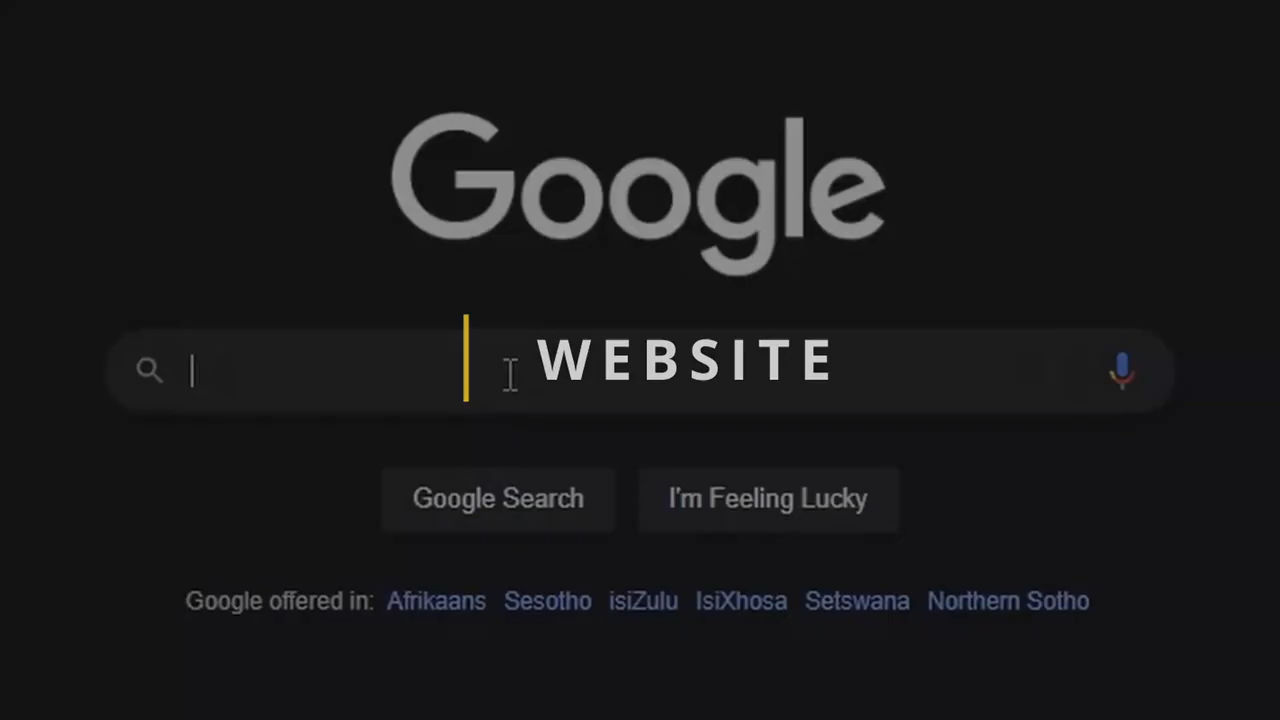 Google
WEBSITE
Google Search I'm Feeling Lucky
Google offered in: Afrikaans Sesotho isiZulu IsiXhosa Setswana Northern Sotho